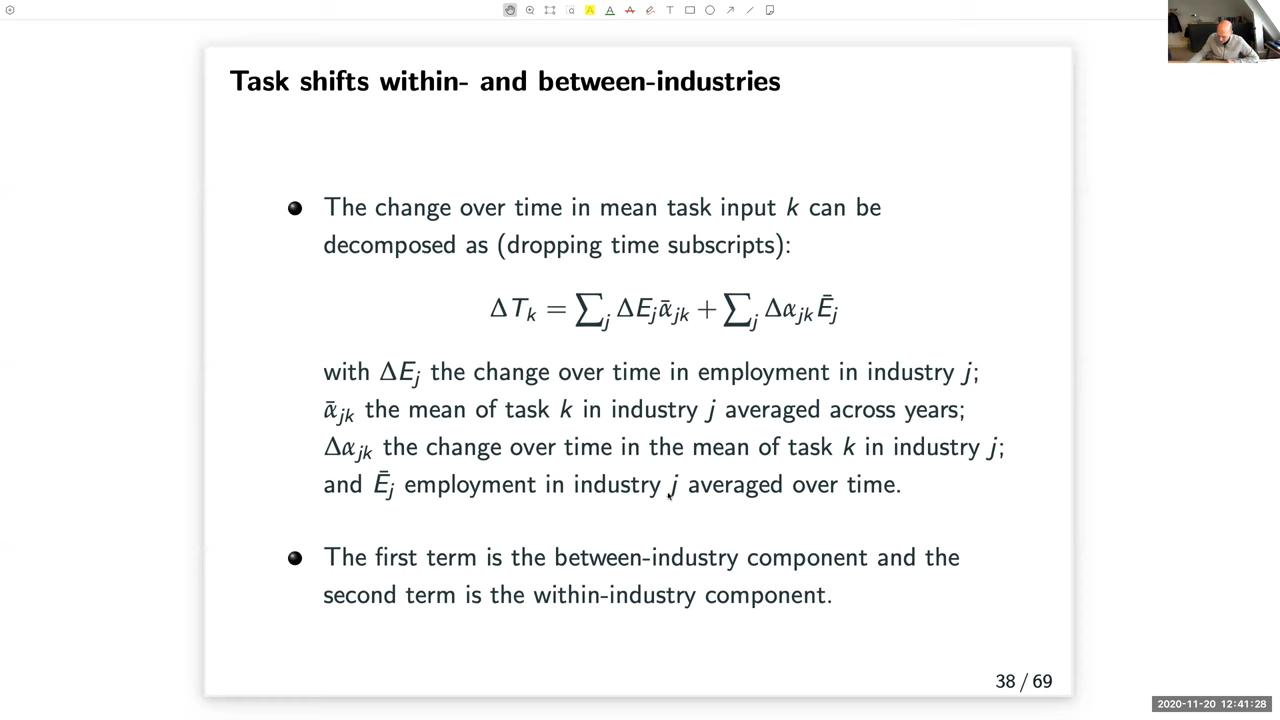 Task shifts within- and between-industries
The change over time in mean task input k can be
decomposed as (dropping time subscripts):
ΔT_k = ∑_j ΔE_j ᾱ_jk + ∑_j Δα_jk Ē_j
with ΔE_j the change over time in employment in industry j;
ᾱ_jk the mean of task k in industry j averaged across years;
Δα_jk the change over time in the mean of task k in industry j;
and Ē_j employment in industry j averaged over time.
The first term is the between-industry component and the
second term is the within-industry component.
38 / 69
2020-11-20 12:41:28